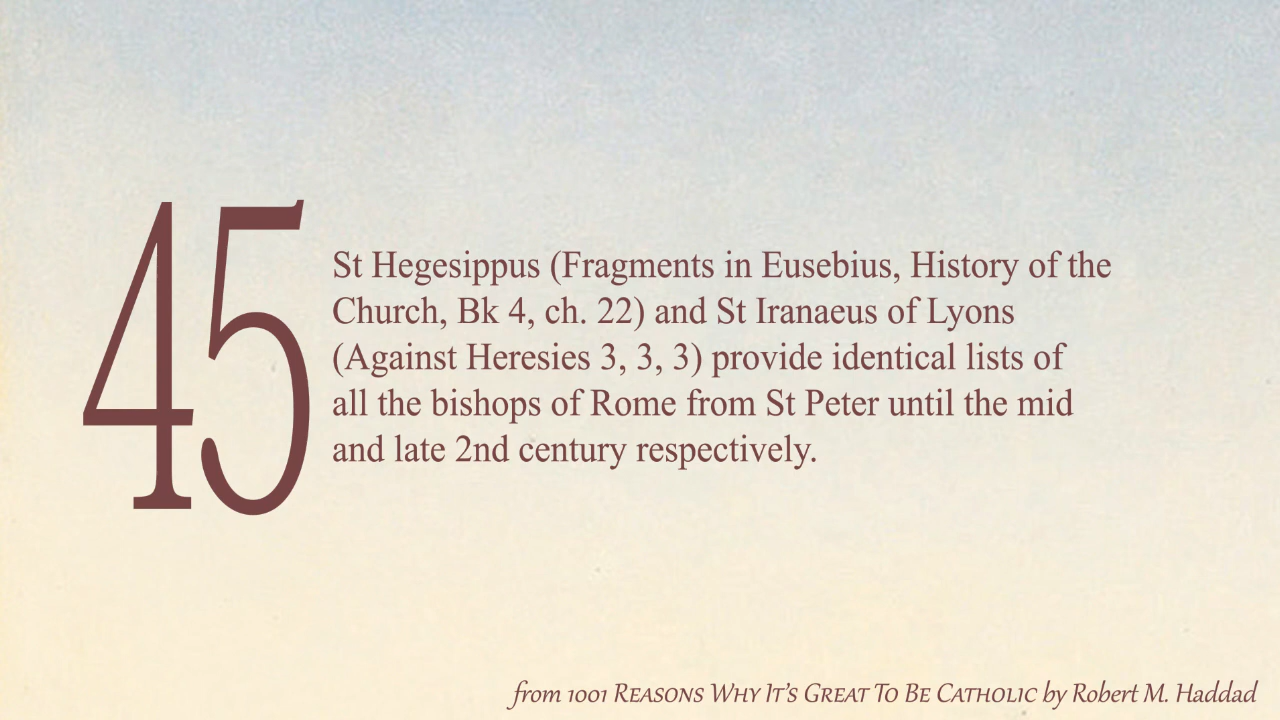 45
St Hegesippus (Fragments in Eusebius, History of the
Church, Bk 4, ch. 22) and St Iranaeus of Lyons
(Against Heresies 3, 3, 3) provide identical lists of
all the bishops of Rome from St Peter until the mid
and late 2nd century respectively.
from 1001 Reasons Why It's Great To Be Catholic by Robert M. Haddad